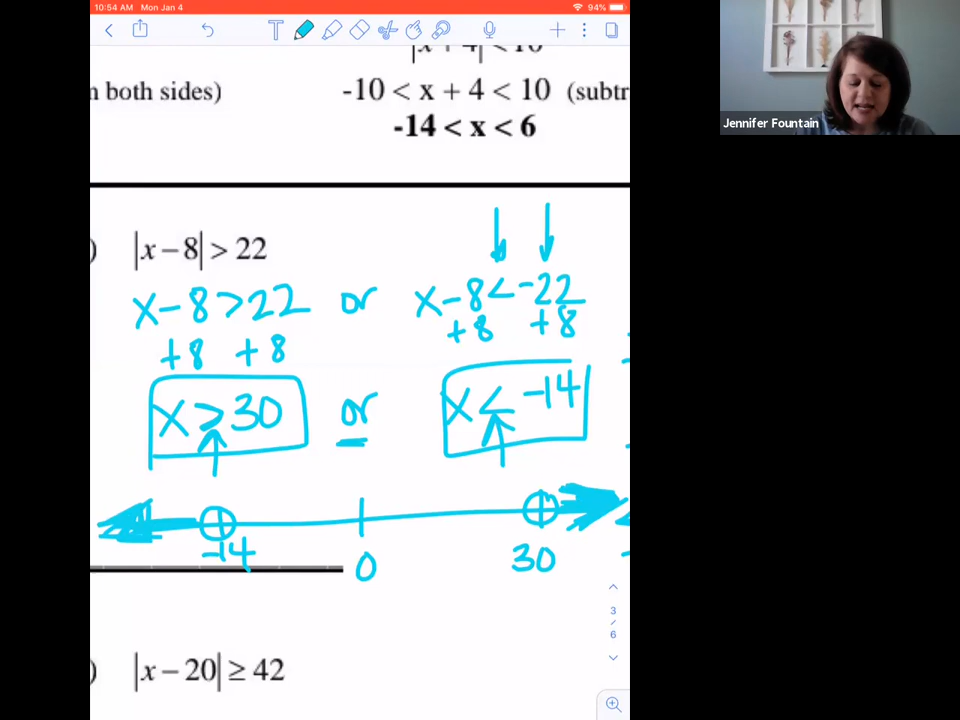 10:54 AM Mon Jan 4
94%
T
|x + 4| < 10
n both sides)
-10 < x + 4 < 10 (subtr
-14 < x < 6
Jennifer Fountain
) |x − 8| > 22
x − 8 > 22 or x − 8 < −22
+8 +8 +8 +8
x > 30 or x < −14
-14 0 30
3
/
6
) |x − 20| ≥ 42